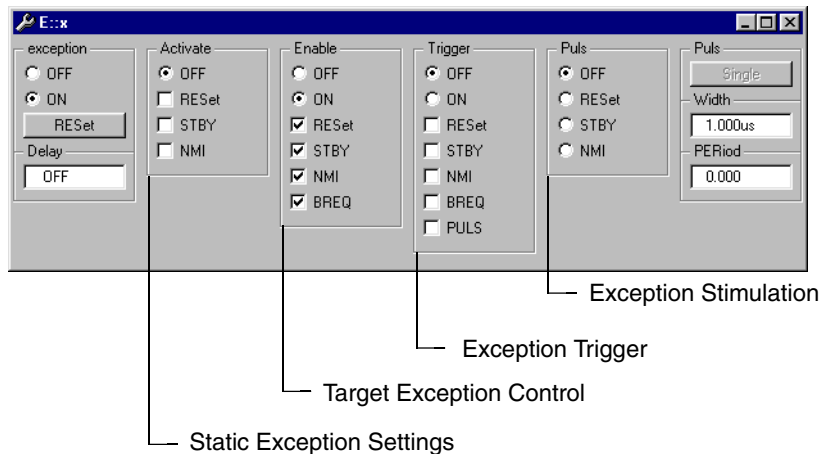 E::x
exception
OFF
ON
RESet
Delay
OFF
Activate
OFF
RESet
STBY
NMI
Enable
OFF
ON
RESet
STBY
NMI
BREQ
Trigger
OFF
ON
RESet
STBY
NMI
BREQ
PULS
Puls
OFF
RESet
STBY
NMI
Puls
Single
Width
1.000us
PERiod
0.000
Exception Stimulation
Exception Trigger
Target Exception Control
Static Exception Settings